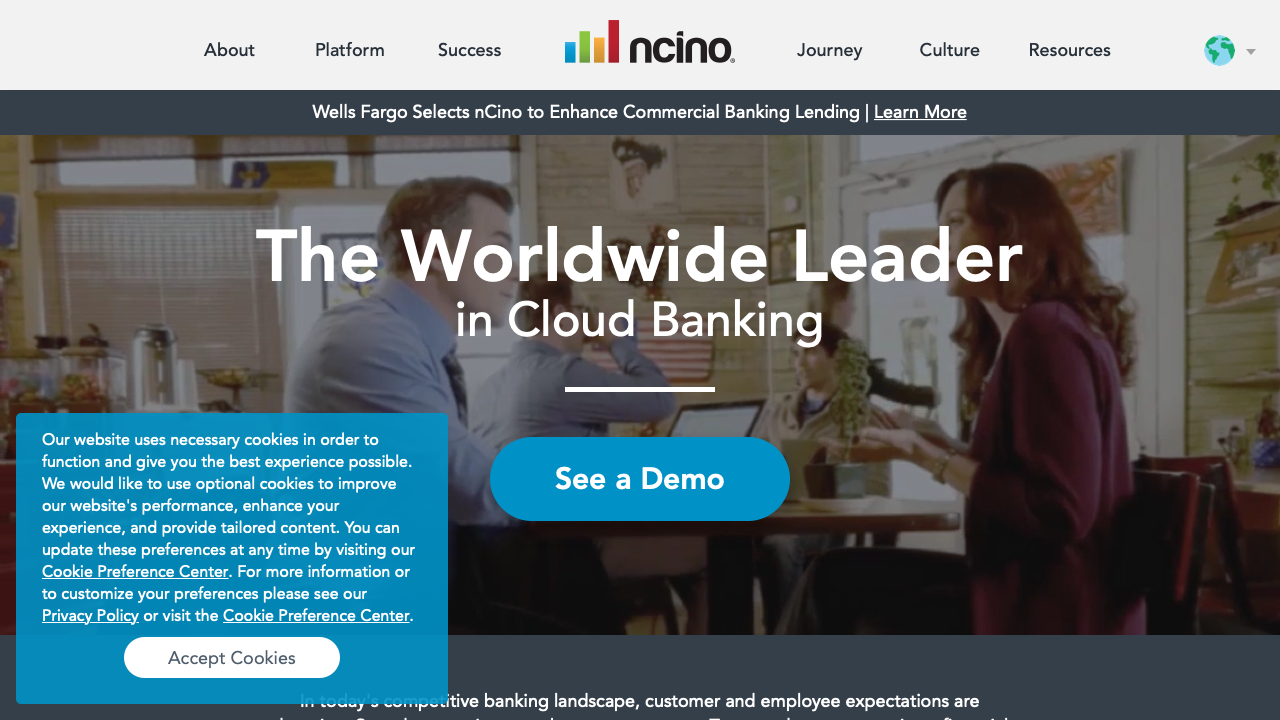 About
Platform
Success
ncino
Journey
Culture
Resources
Wells Fargo Selects nCino to Enhance Commercial Banking Lending | Learn More
The Worldwide Leader
in Cloud Banking
See a Demo
Our website uses necessary cookies in order to
function and give you the best experience possible.
We would like to use optional cookies to improve
our website's performance, enhance your
experience, and provide tailored content. You can
update these preferences at any time by visiting our
Cookie Preference Center. For more information or
to customize your preferences please see our
Privacy Policy or visit the Cookie Preference Center.
Accept Cookies
In today's competitive banking landscape, customer and employee expectations are